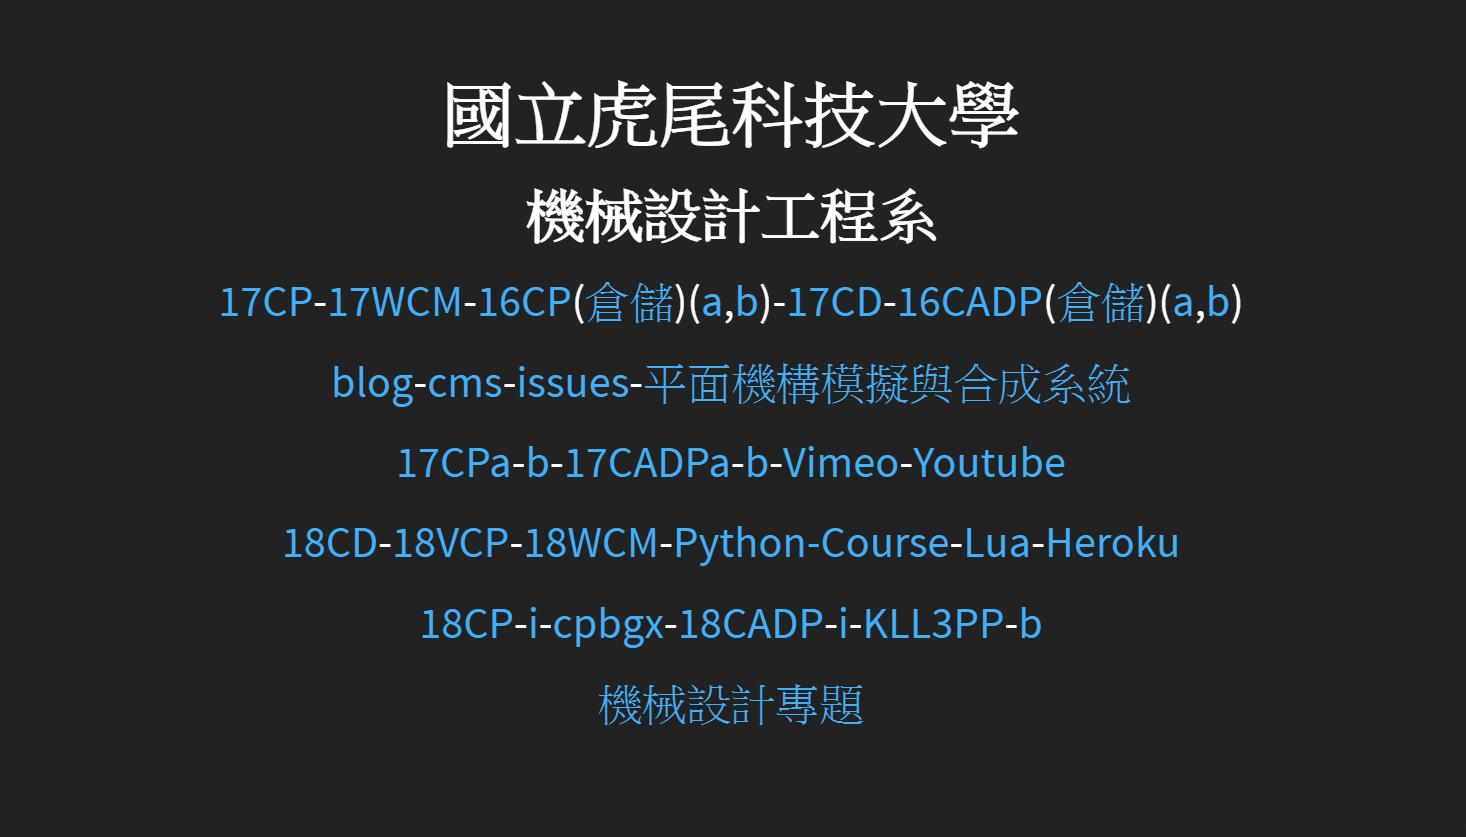 國立虎尾科技大學
機械設計工程系
17CP-17WCM-16CP(倉儲)(a,b)-17CD-16CADP(倉儲)(a,b)
blog-cms-issues-平面機構模擬與合成系統
17CPa-b-17CADPa-b-Vimeo-Youtube
18CD-18VCP-18WCM-Python-Course-Lua-Heroku
18CP-i-cpbgx-18CADP-i-KLL3PP-b
機械設計專題